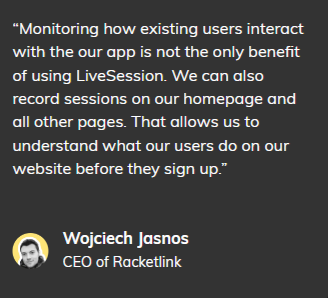 “Monitoring how existing users interact
with the our app is not the only benefit
of using LiveSession. We can also
record sessions on our homepage and
all other pages. That allows us to
understand what our users do on our
website before they sign up.”
Wojciech Jasnos
CEO of Racketlink